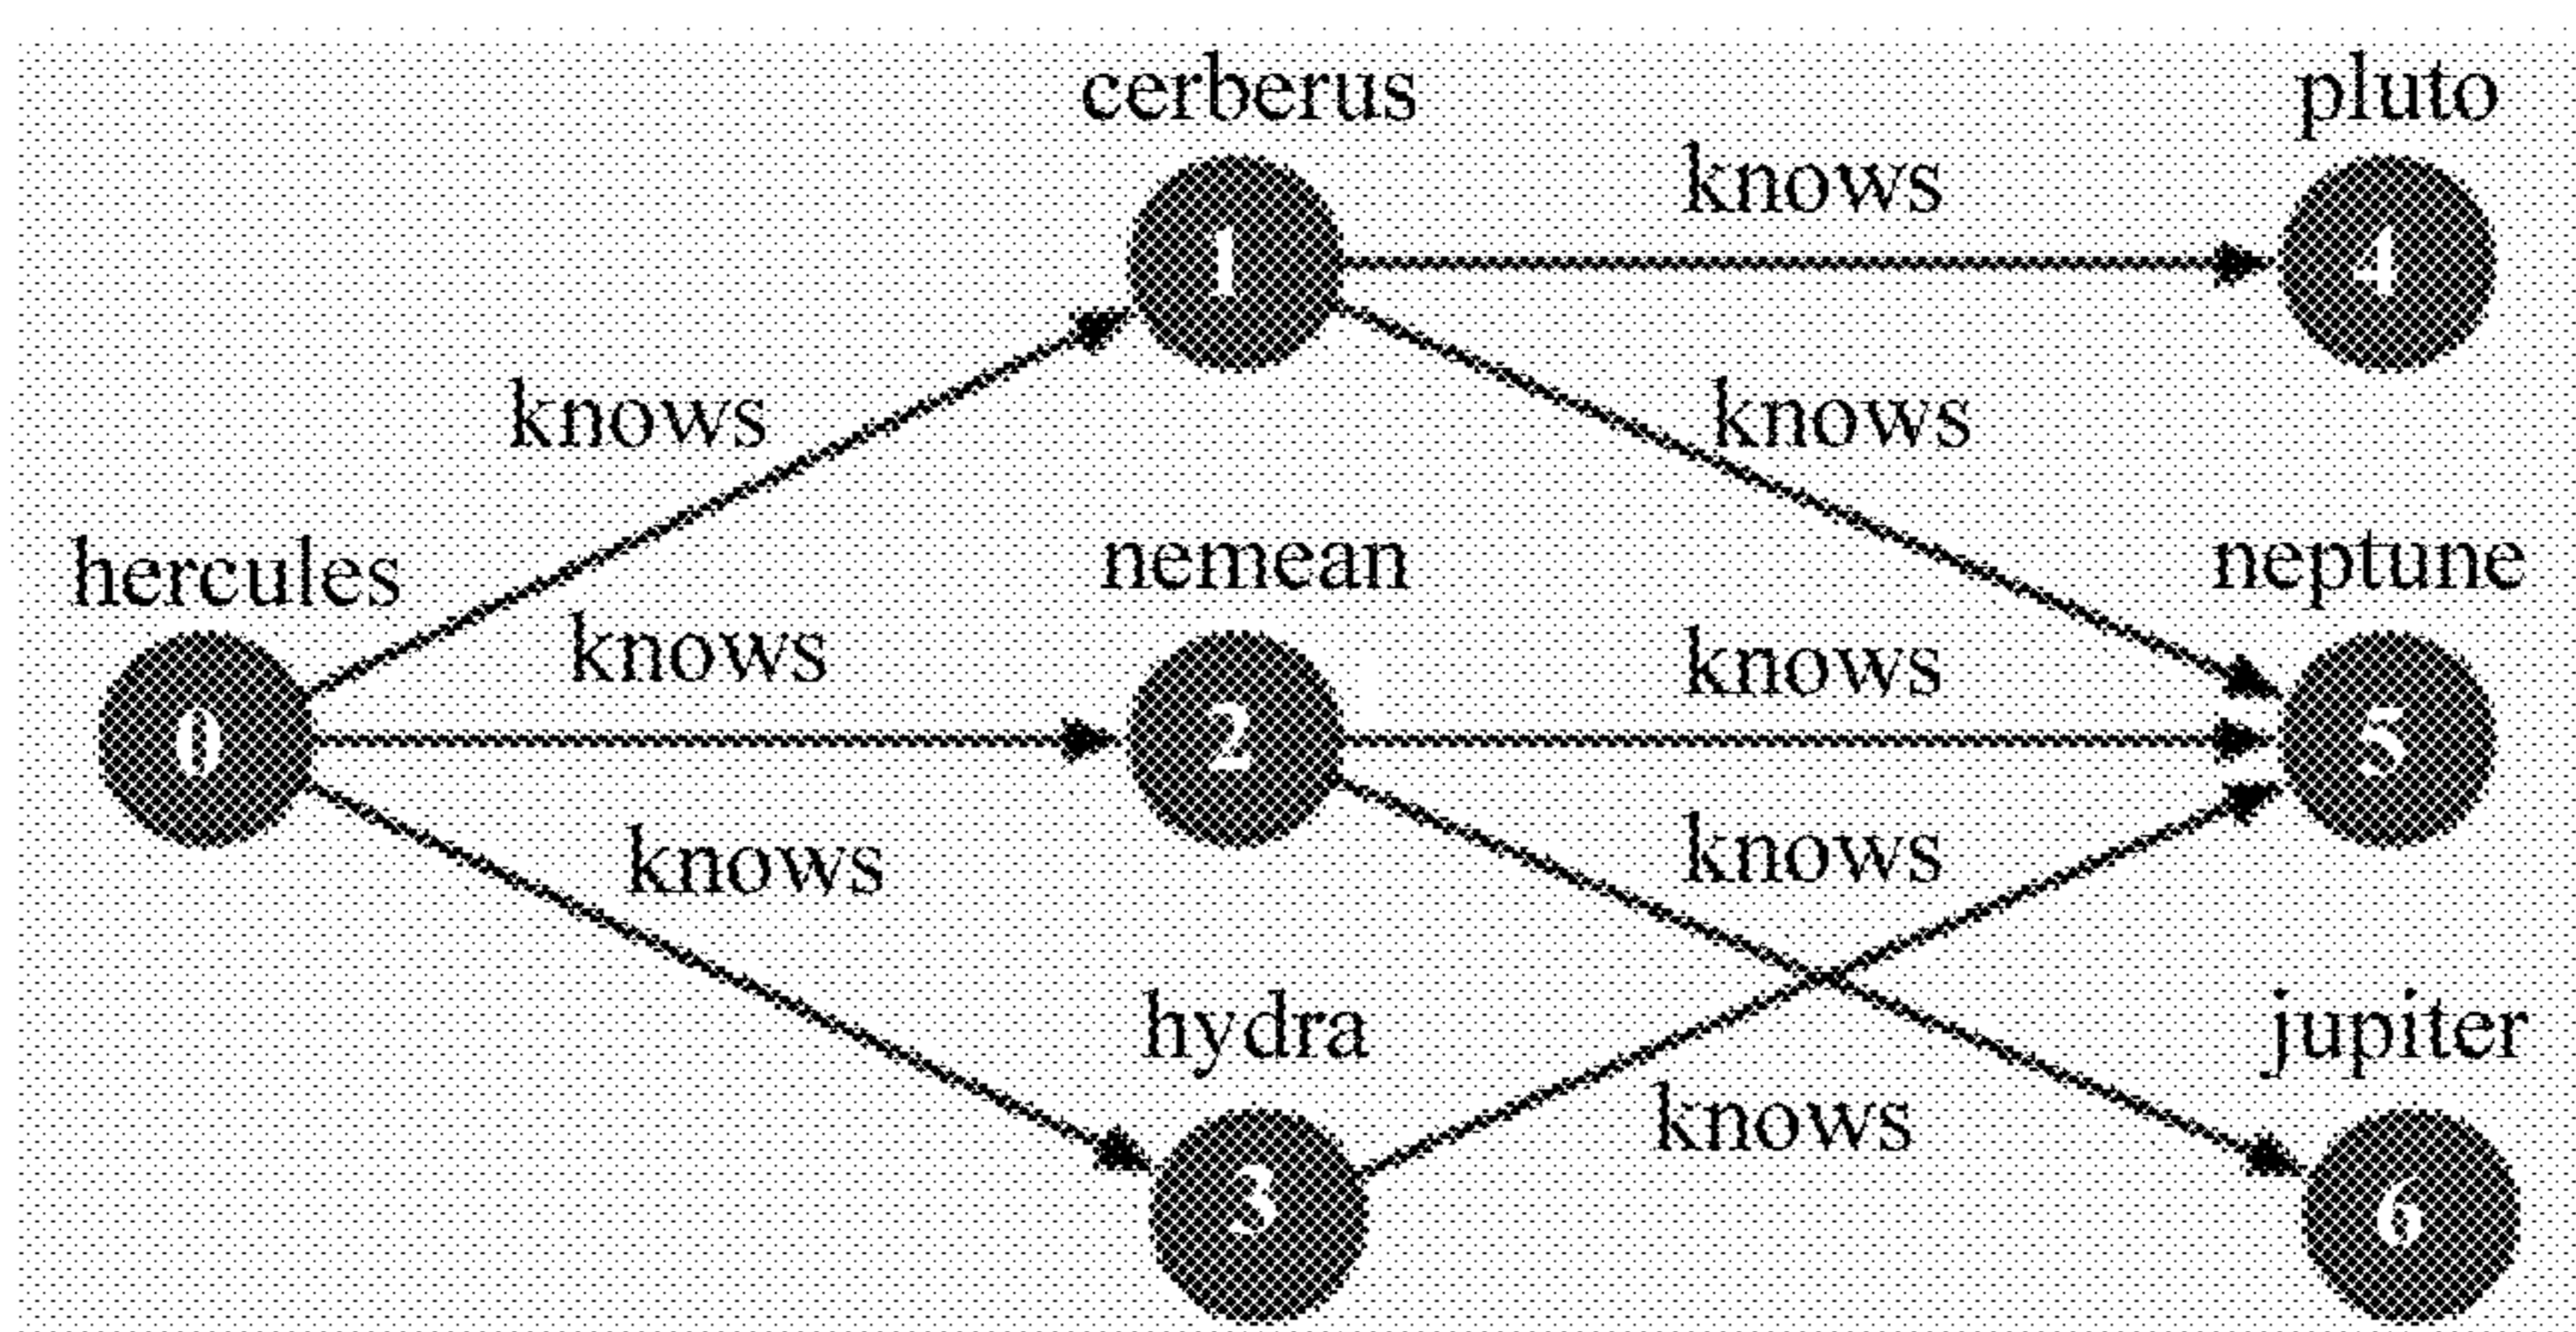 cerberus
pluto
knows
1
4
knows
knows
hercules
nemean
neptune
knows
knows
0
2
5
knows
knows
hydra
jupiter
knows
3
6